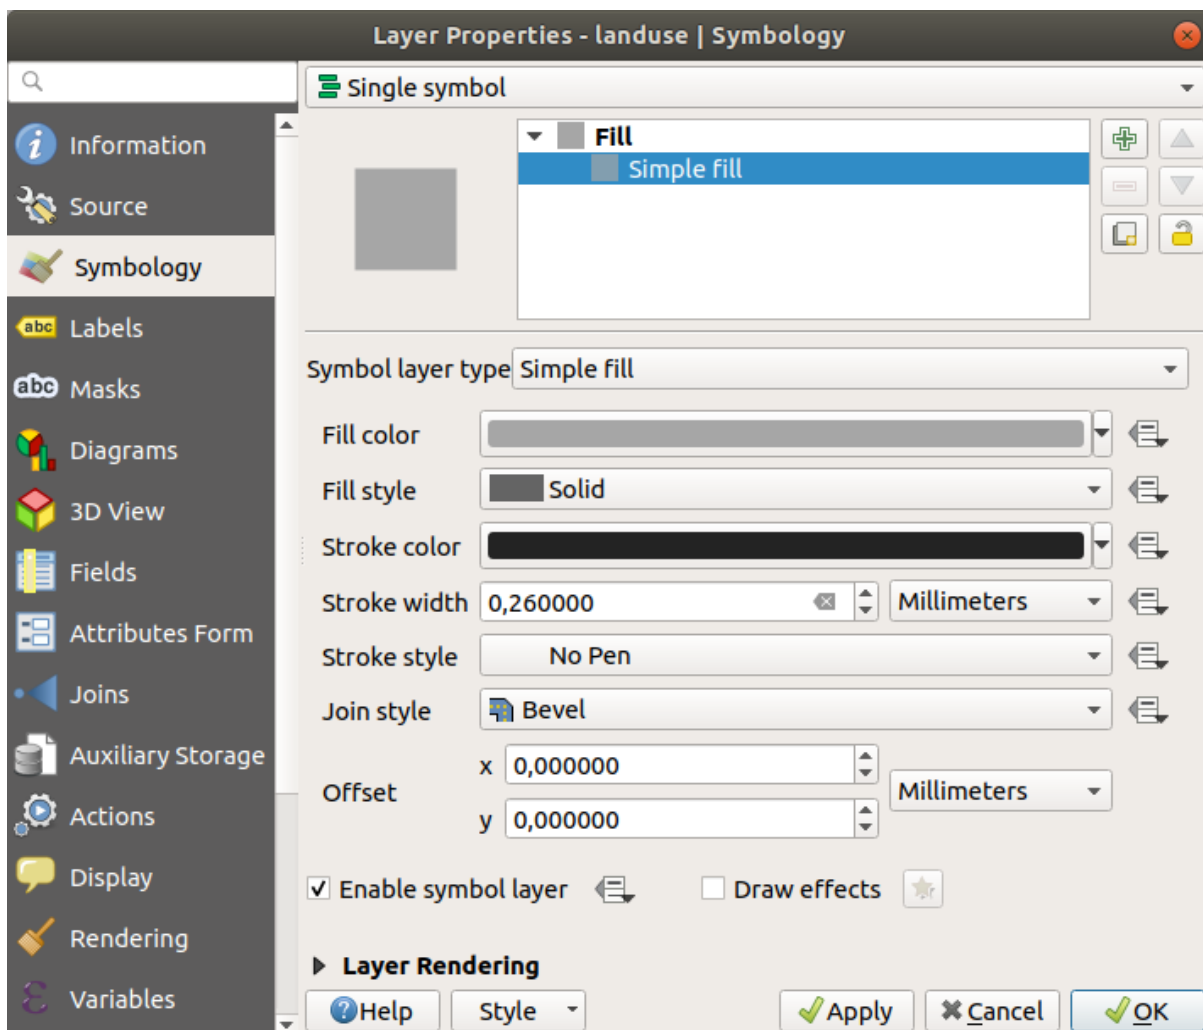 Layer Properties - landuse | Symbology
Single symbol
Information
Source
Symbology
abc Labels
abc Masks
Diagrams
3D View
Fields
Attributes Form
Joins
Auxiliary Storage
Actions
Display
Rendering
Variables
Fill
Simple fill
Symbol layer type Simple fill
Fill color
Fill style Solid
Stroke color
Stroke width 0,260000 Millimeters
Stroke style No Pen
Join style Bevel
Offset
x 0,000000
y 0,000000
Millimeters
Enable symbol layer Draw effects
Layer Rendering
Help Style Apply Cancel OK